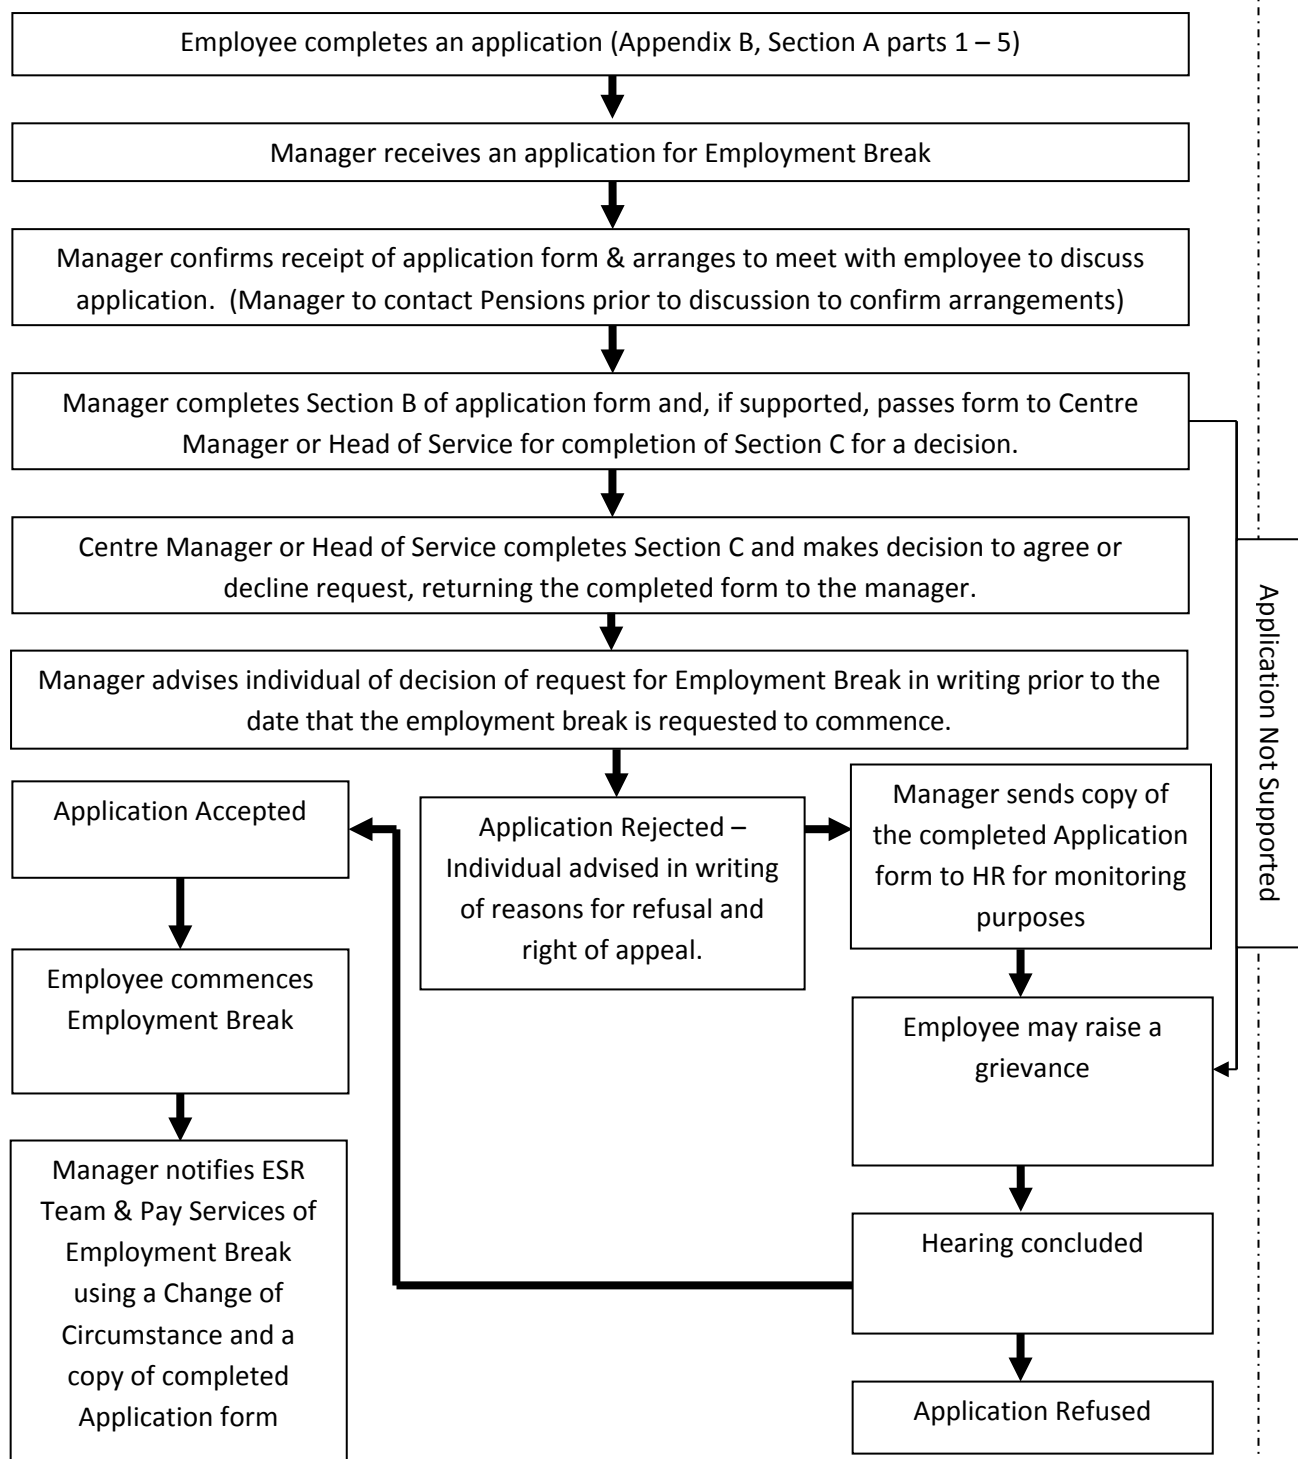 Employee completes an application (Appendix B, Section A parts 1 – 5)
Manager receives an application for Employment Break
Manager confirms receipt of application form & arranges to meet with employee to discuss
application.  (Manager to contact Pensions prior to discussion to confirm arrangements)
Manager completes Section B of application form and, if supported, passes form to Centre
Manager or Head of Service for completion of Section C for a decision.
Centre Manager or Head of Service completes Section C and makes decision to agree or
decline request, returning the completed form to the manager.
Application Not Supported
Manager advises individual of decision of request for Employment Break in writing prior to the
date that the employment break is requested to commence.
Application Accepted
Application Rejected –
Individual advised in writing
of reasons for refusal and
right of appeal.
Manager sends copy of
the completed Application
form to HR for monitoring
purposes
Employee commences
Employment Break
Employee may raise a
grievance
Manager notifies ESR
Team & Pay Services of
Employment Break
using a Change of
Circumstance and a
copy of completed
Application form
Hearing concluded
Application Refused